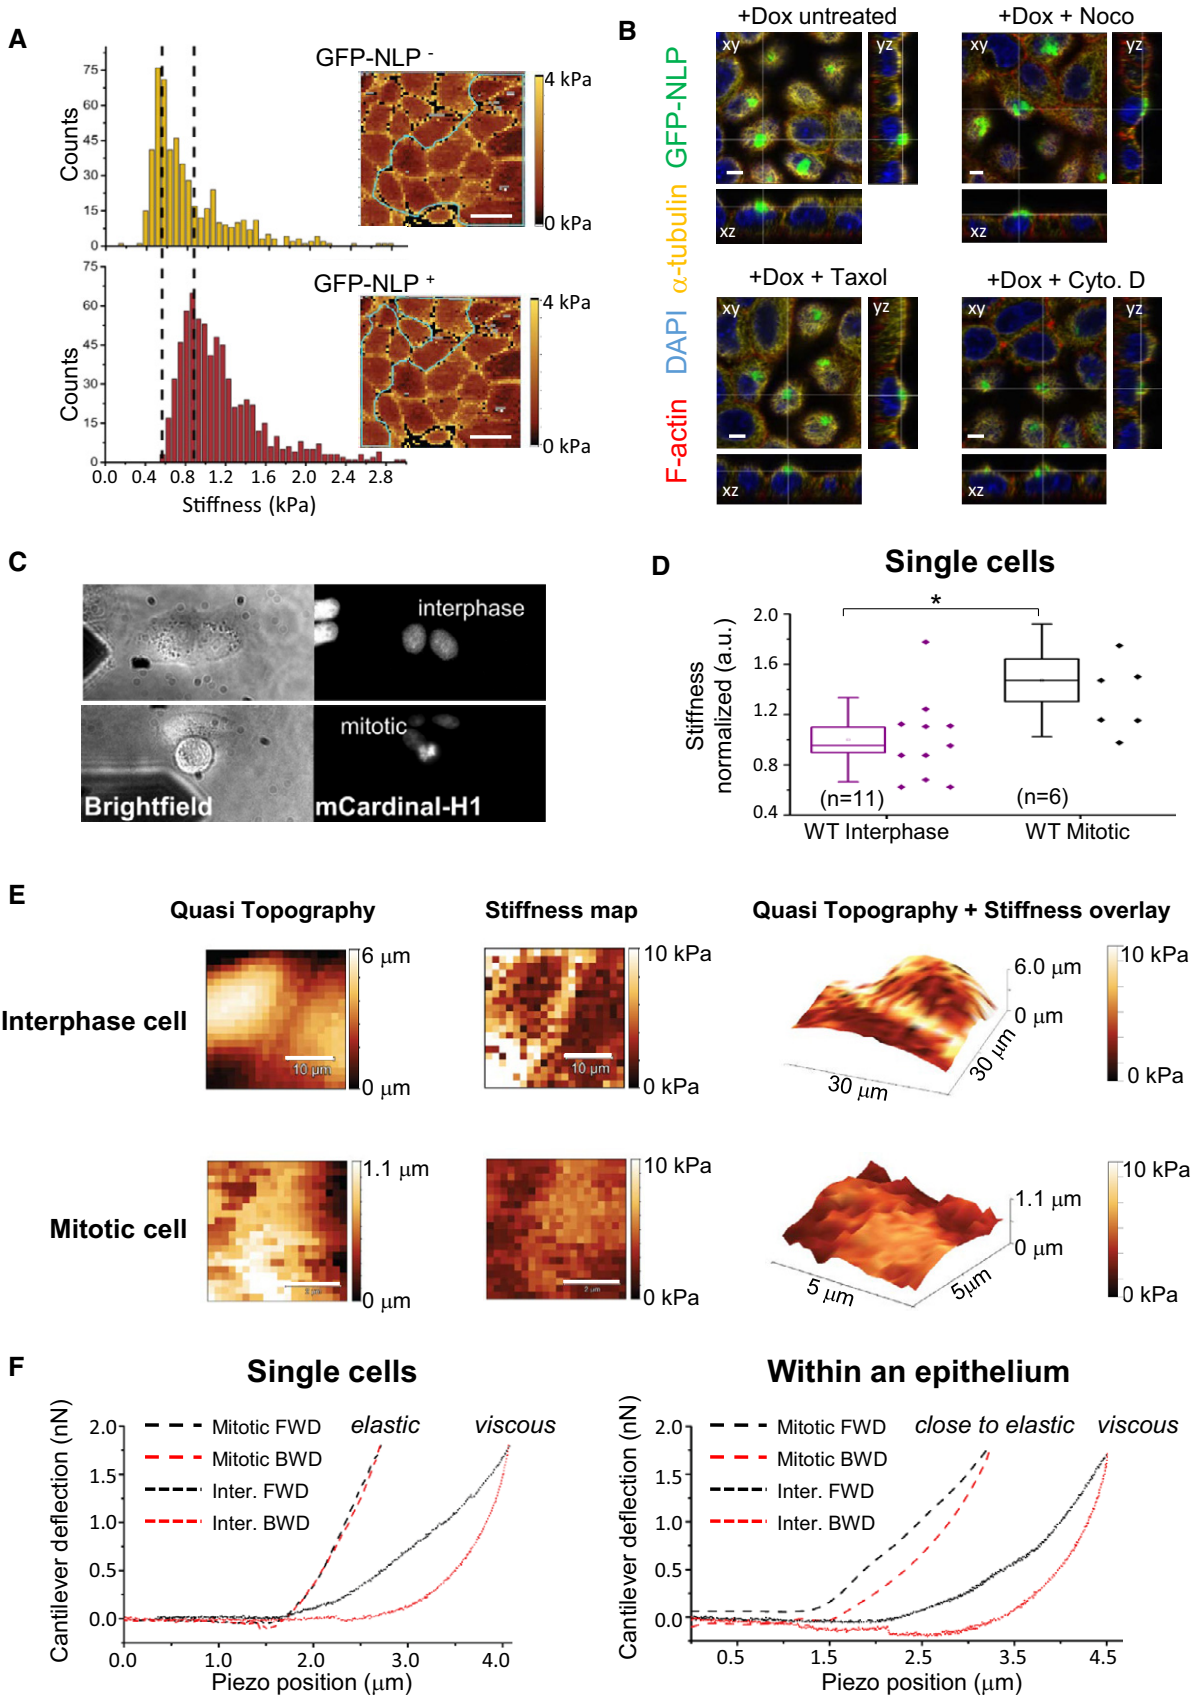 A
GFP-NLP -
Counts
75
60
45
30
15
0
4 kPa
0 kPa
GFP-NLP +
Counts
75
60
45
30
15
0
4 kPa
0 kPa
0.0 0.4 0.8 1.2 1.6 2.0 2.4 2.8
Stiffness (kPa)
B
F-actin DAPI α-tubulin GFP-NLP
+Dox untreated
xy
yz
xz
+Dox + Noco
xy
yz
xz
+Dox + Taxol
xy
yz
xz
+Dox + Cyto. D
xy
yz
xz
C
interphase
mitotic
Brightfield
mCardinal-H1
D
Single cells
Stiffness
normalized (a.u.)
2.0
1.6
1.2
0.8
0.4
*
(n=11)
(n=6)
WT Interphase
WT Mitotic
E
Quasi Topography
Stiffness map
Quasi Topography + Stiffness overlay
Interphase cell
10 μm
6 μm
0 μm
10 μm
10 kPa
0 kPa
6.0 μm
0 μm
30 μm
30 μm
10 kPa
0 kPa
Mitotic cell
1.1 μm
0 μm
2 μm
10 kPa
0 kPa
1.1 μm
0 μm
5 μm
5μm
10 kPa
0 kPa
F
Single cells
Cantilever deflection (nN)
2.0
1.5
1.0
0.5
0.0
Mitotic FWD
Mitotic BWD
Inter. FWD
Inter. BWD
elastic
viscous
0.0 1.0 2.0 3.0 4.0
Piezo position (μm)
Within an epithelium
Cantilever deflection (nN)
2.0
1.5
1.0
0.5
0.0
Mitotic FWD
Mitotic BWD
Inter. FWD
Inter. BWD
close to elastic
viscous
0.5 1.5 2.5 3.5 4.5
Piezo position (μm)